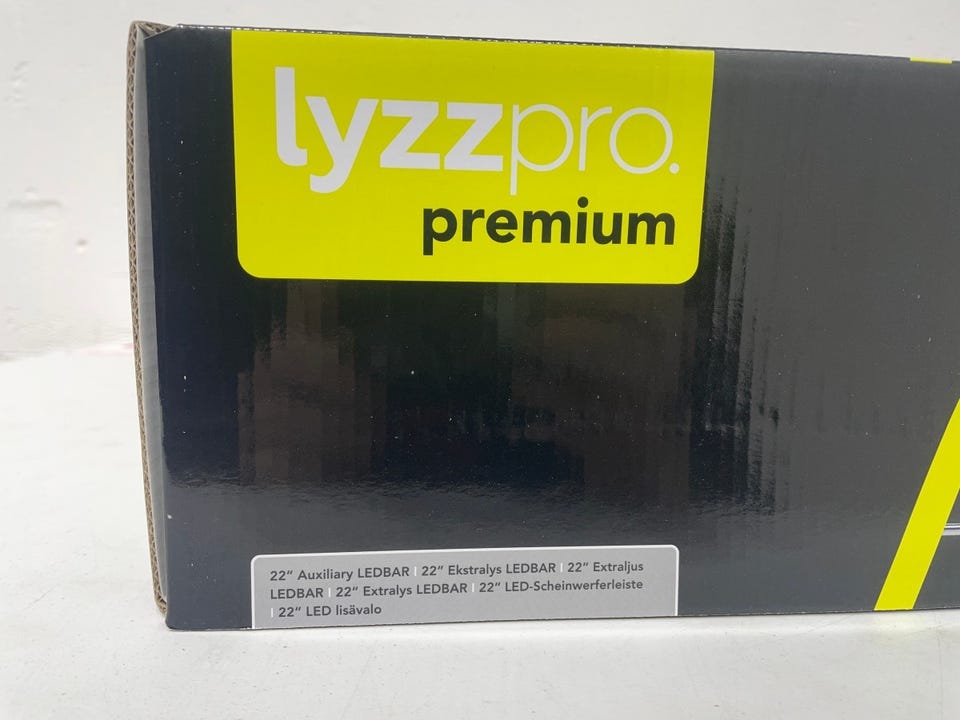 lyzzpro.
premium
22“ Auxiliary LEDBAR | 22“ Ekstralys LEDBAR | 22“ Extraljus
LEDBAR | 22“ Extralys LEDBAR | 22“ LED-Scheinwerferleiste
| 22“ LED lisävalo